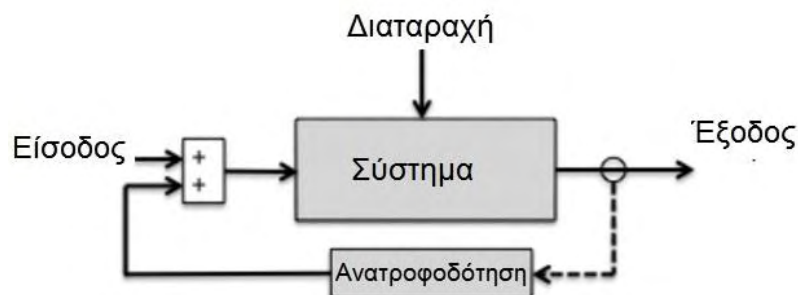 Διαταραχή
Είσοδος
+
+
Σύστημα
Έξοδος
Ανατροφοδότηση